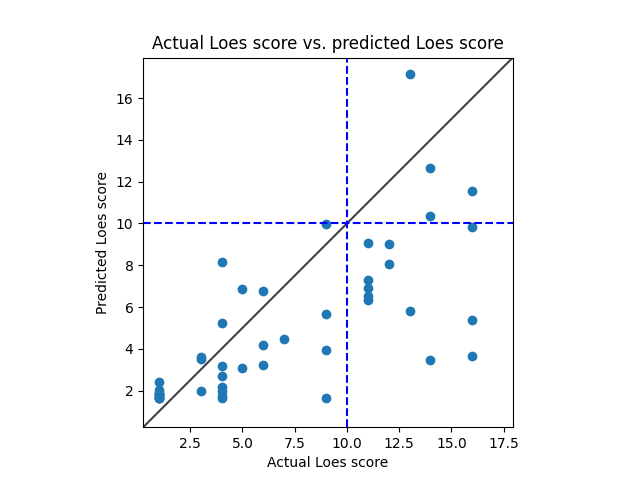 Actual Loes score vs. predicted Loes score
16
14
12
10
8
6
4
2
Predicted Loes score
2.5 5.0 7.5 10.0 12.5 15.0 17.5
Actual Loes score